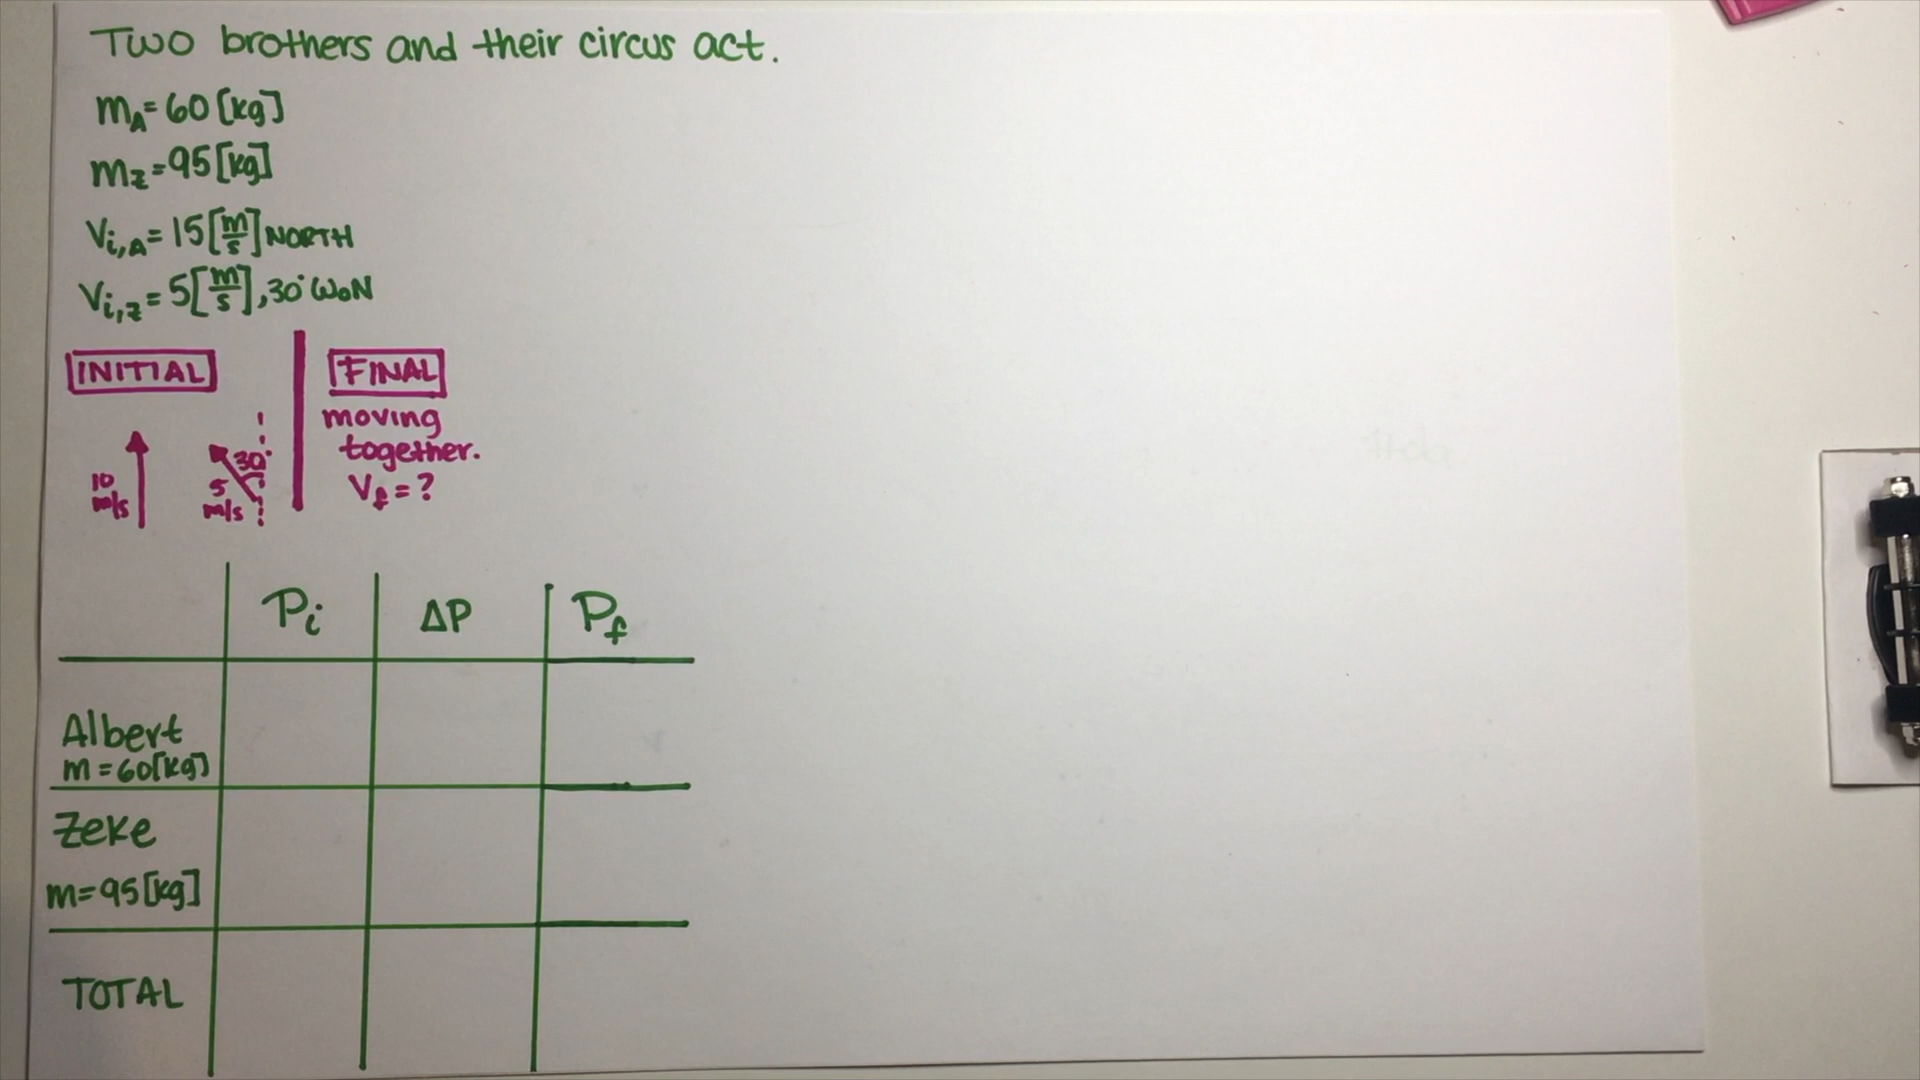 Two brothers and their circus act.
mA=60[kg]
mz=95[kg]
Vi,A=15[m/s]NORTH
Vi,z=5[m/s],30°WoN
INITIAL
10 m/s
30°
5 m/s
FINAL
moving
together.
Vf=?
Pi ΔP Pf
Albert
m=60[kg]
Zeke
m=95[kg]
TOTAL